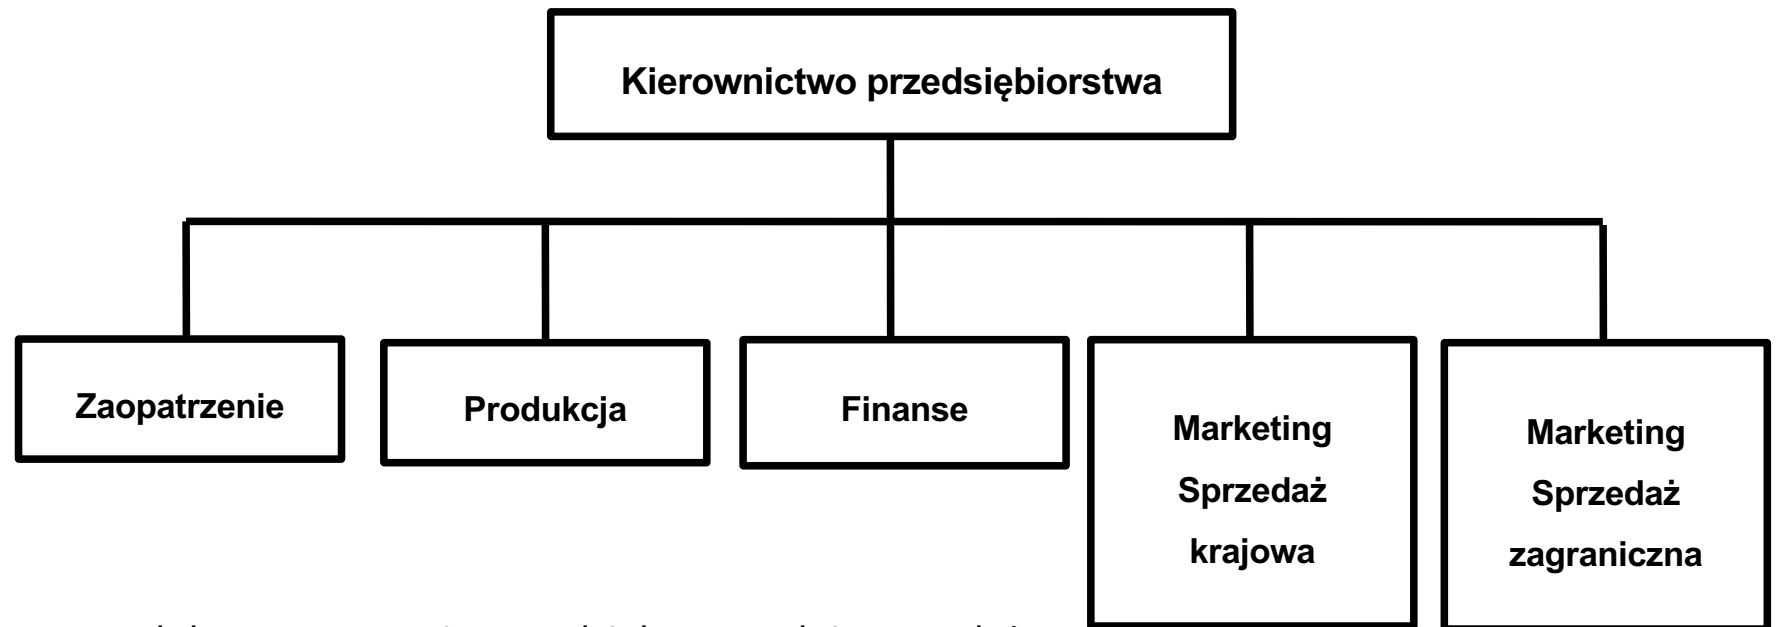 Kierownictwo przedsiębiorstwa
Zaopatrzenie
Produkcja
Finanse
Marketing
Sprzedaż
krajowa
Marketing
Sprzedaż
zagraniczna